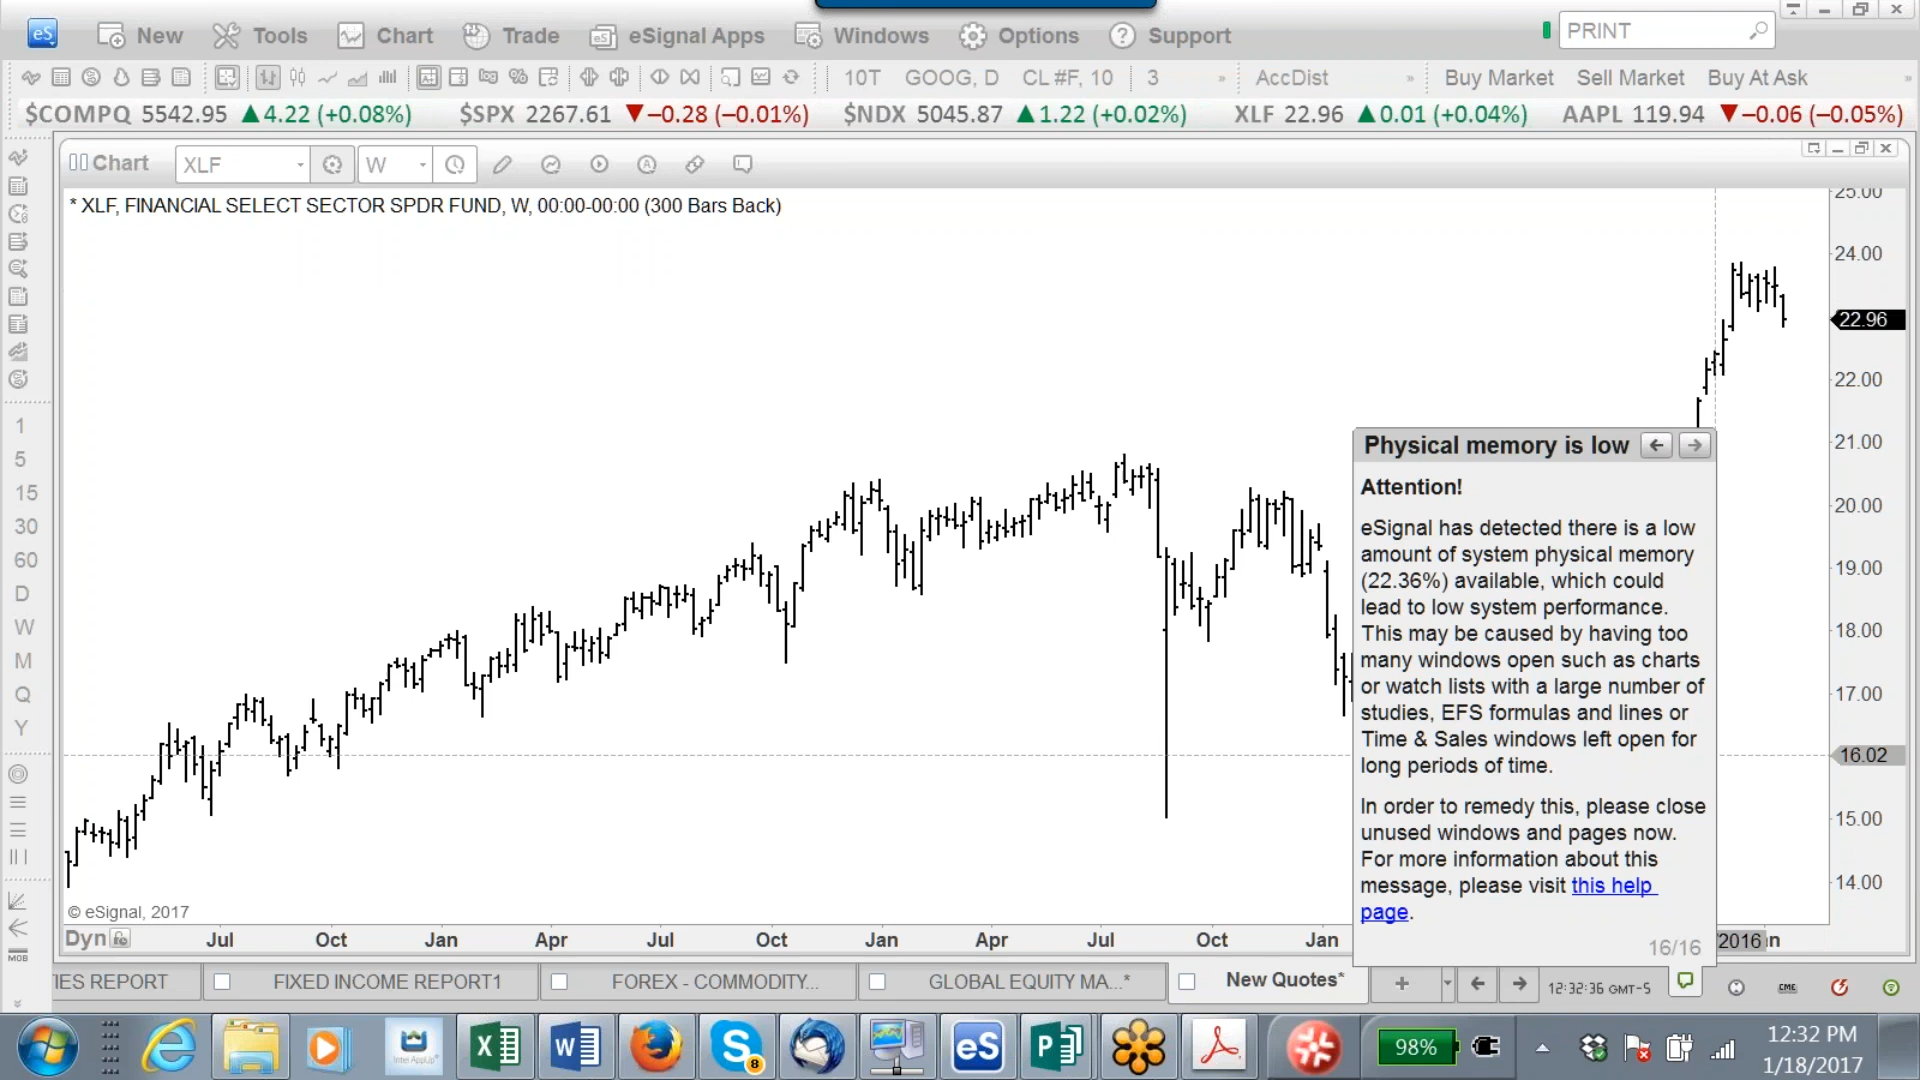 eS New Tools Chart Trade eSignal Apps Windows Options Support PRINT
10T GOOG, D CL #F, 10 3 » AccDist » Buy Market Sell Market Buy At Ask »
$COMPQ 5542.95 ▲4.22 (+0.08%) $SPX 2267.61 ▼−0.28 (−0.01%) $NDX 5045.87 ▲1.22 (+0.02%) XLF 22.96 ▲0.01 (+0.04%) AAPL 119.94 ▼−0.06 (−0.05%)
Chart XLF W
* XLF, FINANCIAL SELECT SECTOR SPDR FUND, W, 00:00-00:00 (300 Bars Back)
25.00
24.00
22.96
22.00
21.00
20.00
19.00
18.00
17.00
16.02
15.00
14.00
1
5
15
30
60
D
W
M
Q
Y
MOB
Physical memory is low
Attention!
eSignal has detected there is a low
amount of system physical memory
(22.36%) available, which could
lead to low system performance.
This may be caused by having too
many windows open such as charts
or watch lists with a large number of
studies, EFS formulas and lines or
Time & Sales windows left open for
long periods of time.
In order to remedy this, please close
unused windows and pages now.
For more information about this
message, please visit this help
page.
16/16
© eSignal, 2017
Dyn Jul Oct Jan Apr Jul Oct Jan Apr Jul Oct Jan /2016 n
IES REPORT FIXED INCOME REPORT1 FOREX - COMMODITY... GLOBAL EQUITY MA...* New Quotes* + 12:32:36 GMT-5 CME
Intel AppUp X W S 8 eS P 98% 12:32 PM
1/18/2017